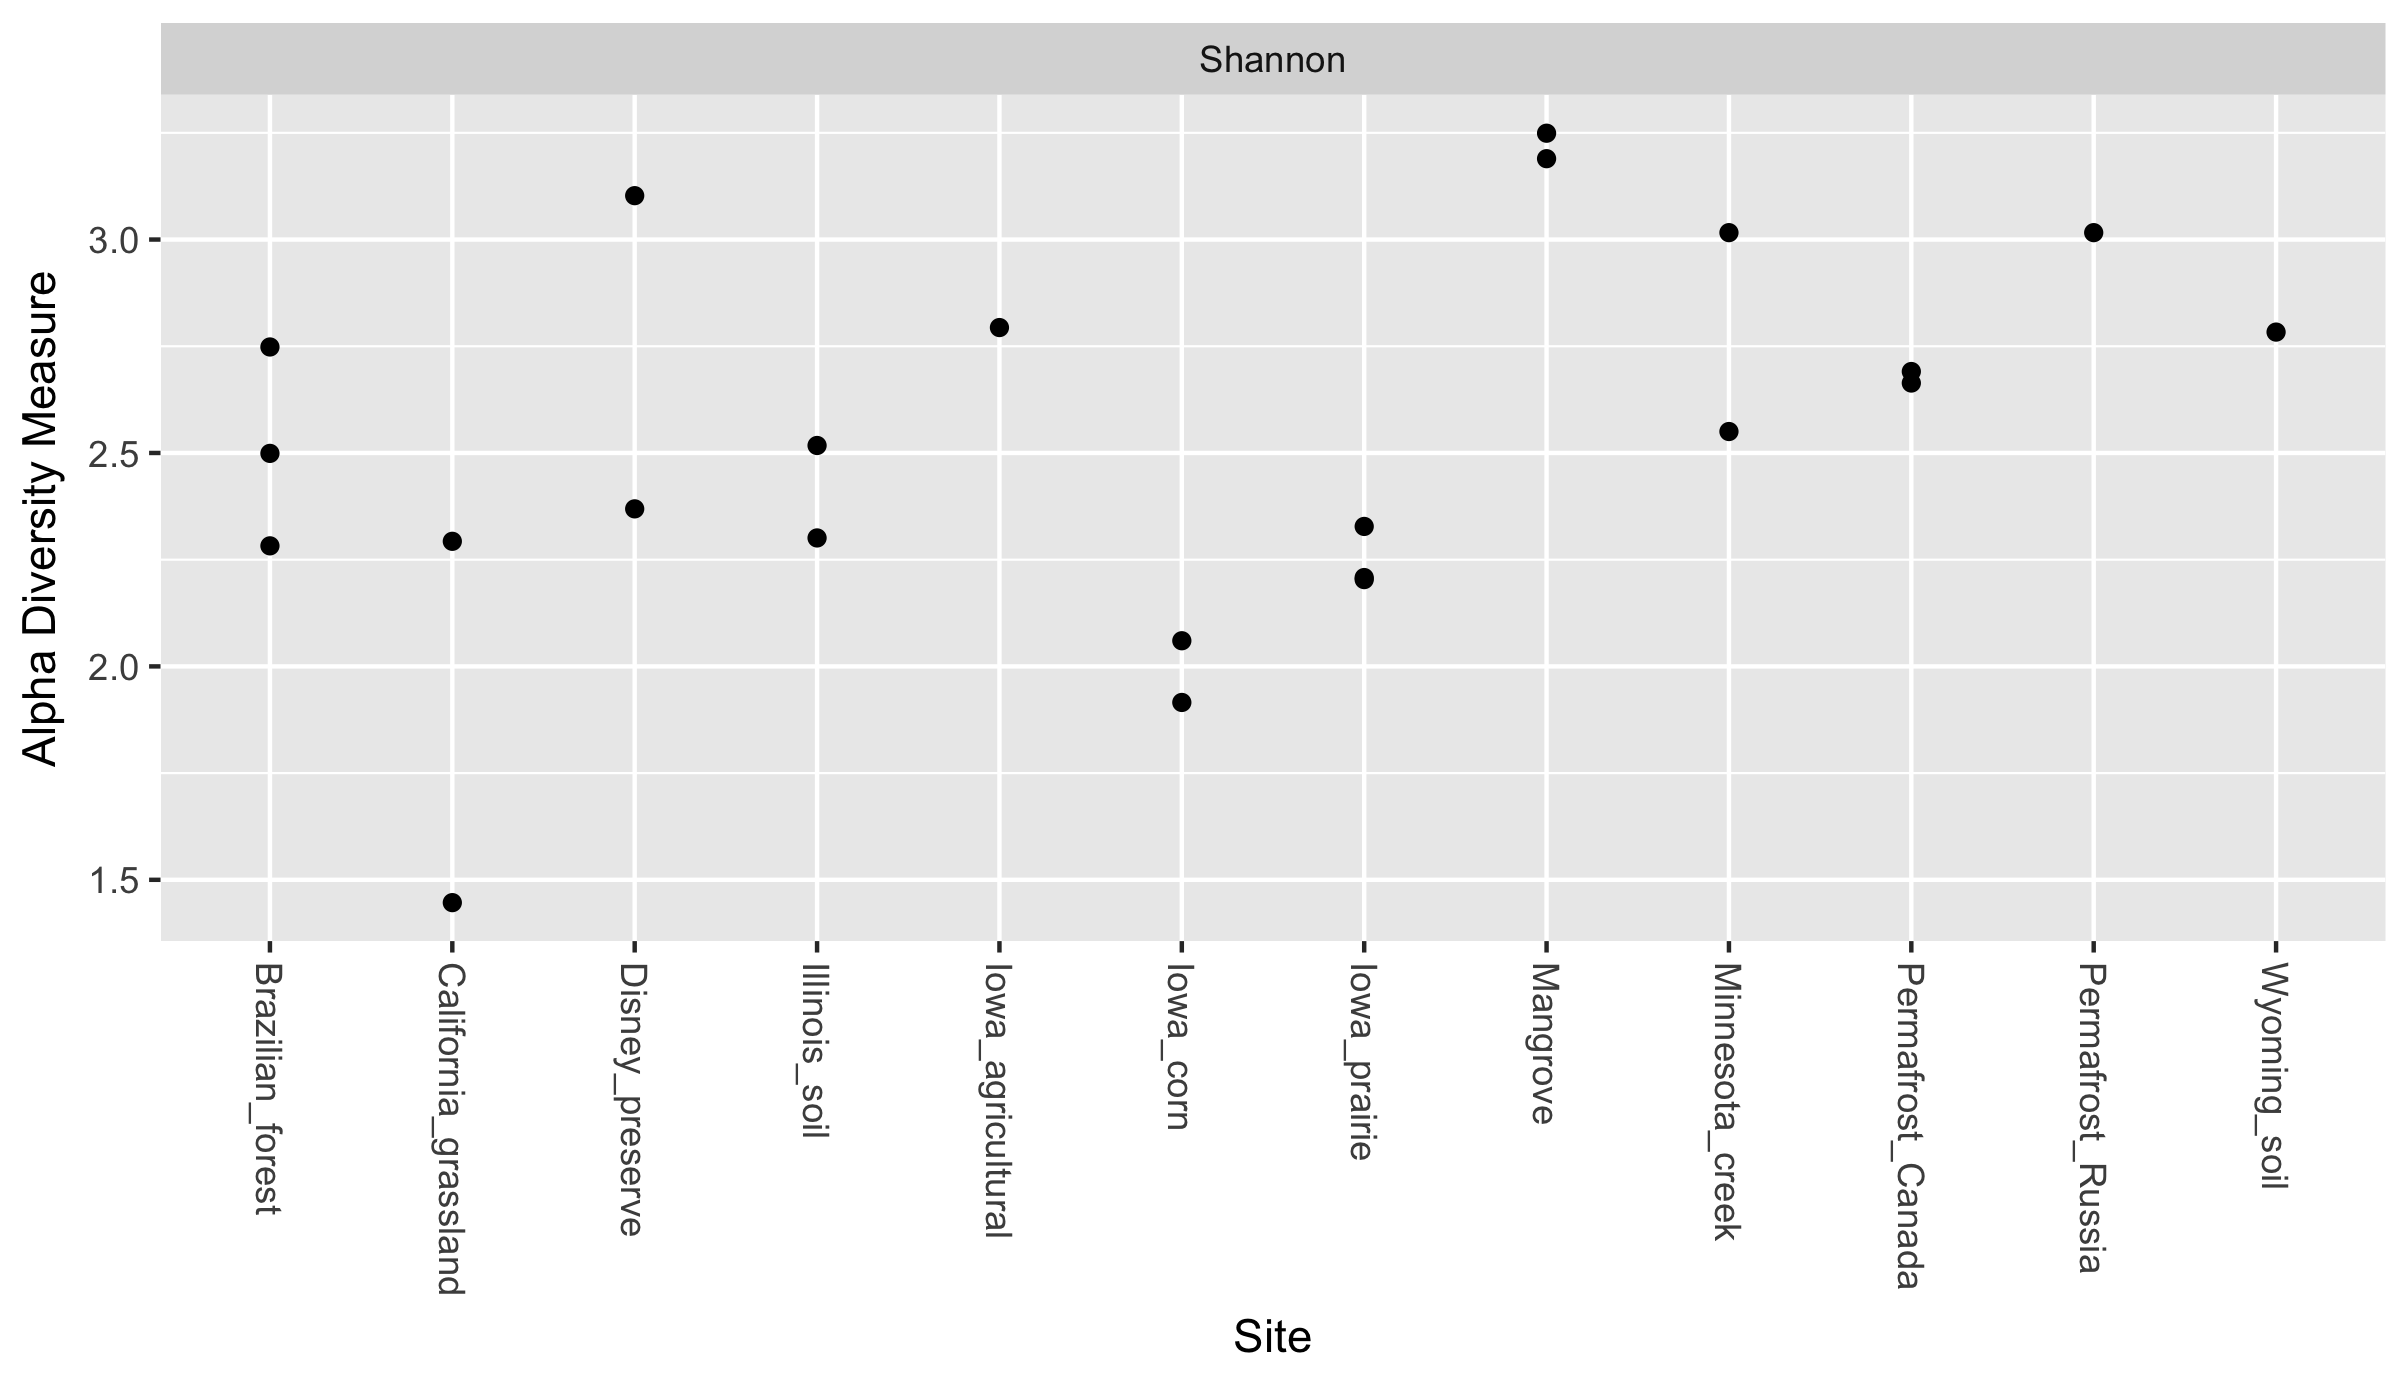 Shannon
Alpha Diversity Measure
3.0
2.5
2.0
1.5
Brazilian_forest
California_grassland
Disney_preserve
Illinois_soil
Iowa_agricultural
Iowa_corn
Iowa_prairie
Mangrove
Minnesota_creek
Permafrost_Canada
Permafrost_Russia
Wyoming_soil
Site